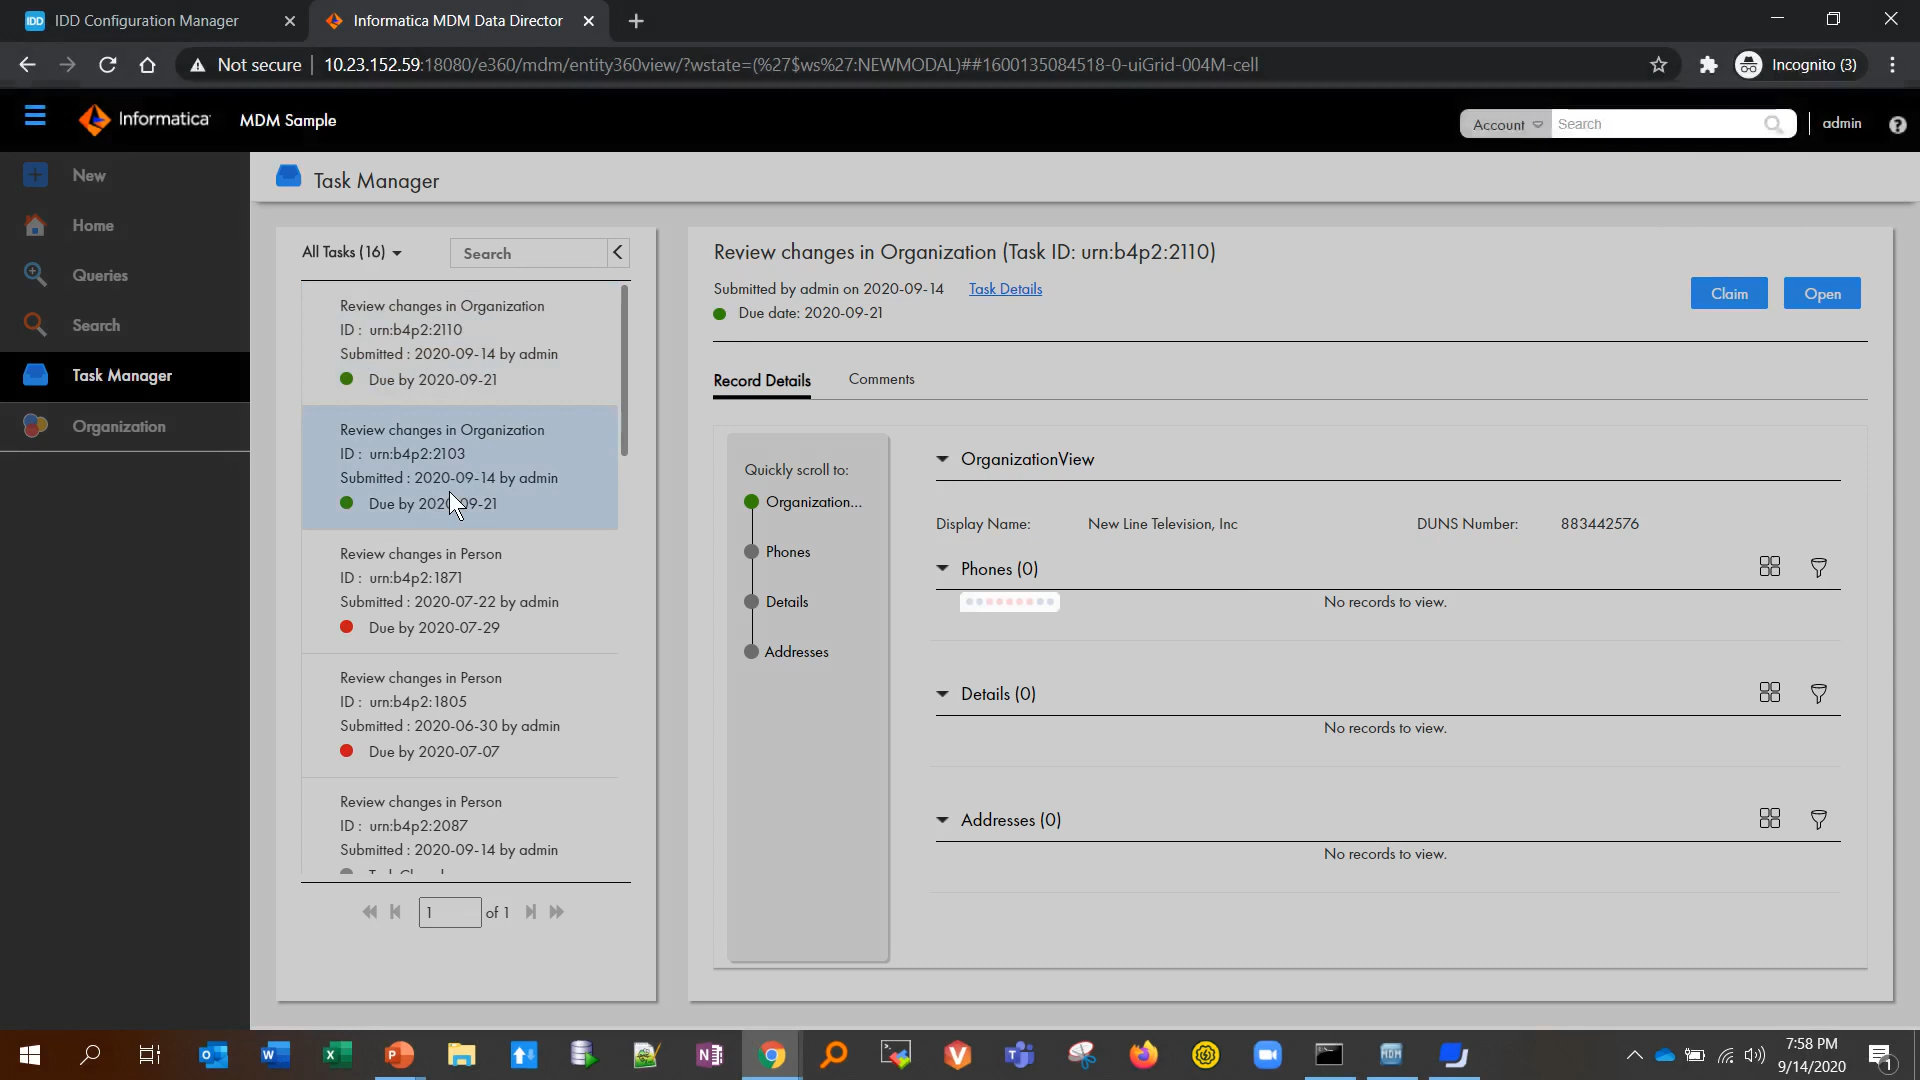 IDD IDD Configuration Manager
Informatica MDM Data Director
Not secure 10.23.152.59:18080/e360/mdm/entity360view/?wstate=(%27$ws%27:NEWMODAL)##1600135084518-0-uiGrid-004M-cell
Incognito (3)
Informatica MDM Sample
Account Search admin ?
New
Home
Queries
Search
Task Manager
Organization
Task Manager
All Tasks (16) Search
Review changes in Organization
ID : urn:b4p2:2110
Submitted : 2020-09-14 by admin
Due by 2020-09-21
Review changes in Organization
ID : urn:b4p2:2103
Submitted : 2020-09-14 by admin
Due by 2020-09-21
Review changes in Person
ID : urn:b4p2:1871
Submitted : 2020-07-22 by admin
Due by 2020-07-29
Review changes in Person
ID : urn:b4p2:1805
Submitted : 2020-06-30 by admin
Due by 2020-07-07
Review changes in Person
ID : urn:b4p2:2087
Submitted : 2020-09-14 by admin
1 of 1
Review changes in Organization (Task ID: urn:b4p2:2110)
Submitted by admin on 2020-09-14 Task Details
Due date: 2020-09-21
Claim Open
Record Details Comments
Quickly scroll to:
Organization...
Phones
Details
Addresses
OrganizationView
Display Name: New Line Television, Inc DUNS Number: 883442576
Phones (0)
No records to view.
Details (0)
No records to view.
Addresses (0)
No records to view.
7:58 PM
9/14/2020
1